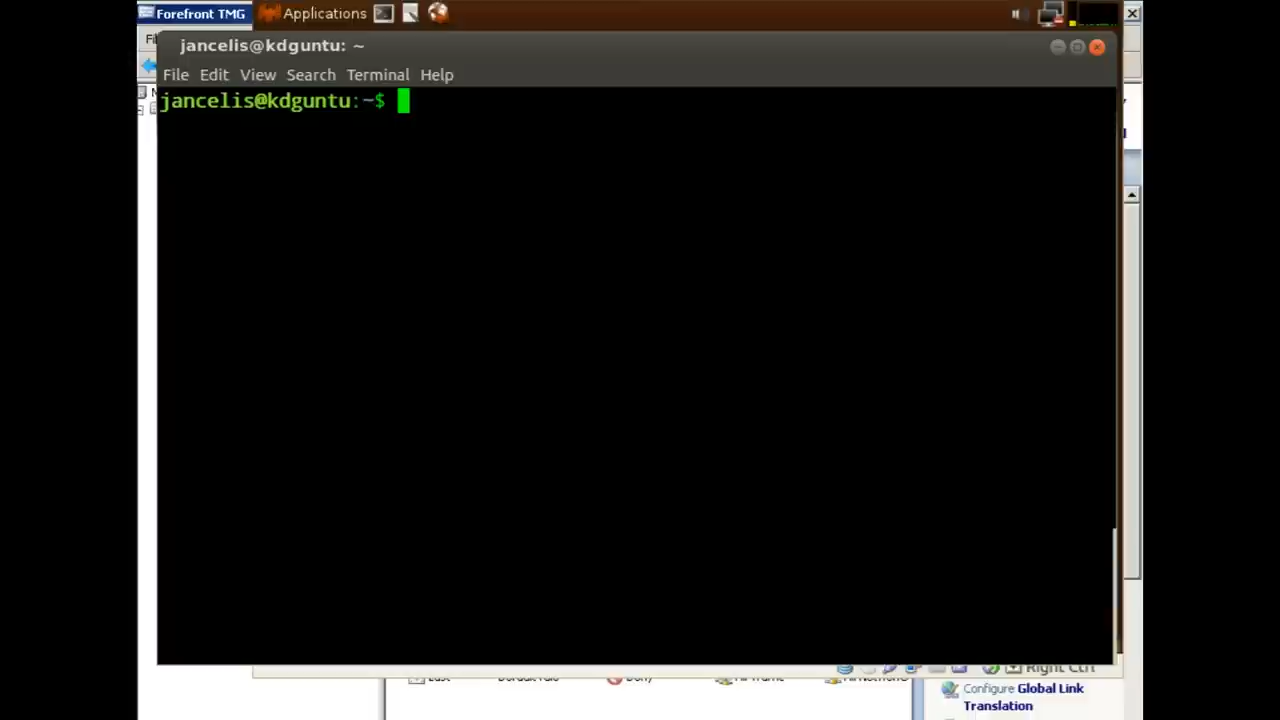 Forefront TMG
Applications
jancelis@kdguntu: ~
File Edit View Search Terminal Help
jancelis@kdguntu:~$
Right Ctrl
Configure Global Link
Translation